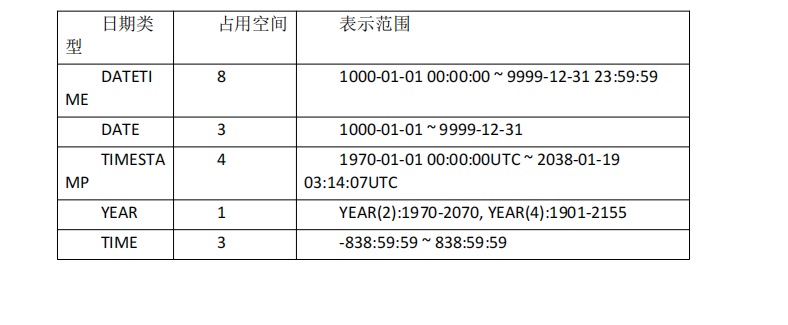 日期类型 占用空间 表示范围
DATETIME 8 1000-01-01 00:00:00 ~ 9999-12-31 23:59:59
DATE 3 1000-01-01 ~ 9999-12-31
TIMESTAMP 4 1970-01-01 00:00:00UTC ~ 2038-01-19 03:14:07UTC
YEAR 1 YEAR(2):1970-2070, YEAR(4):1901-2155
TIME 3 -838:59:59 ~ 838:59:59